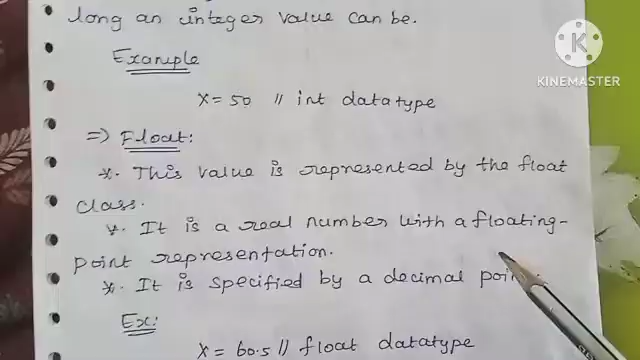 long an integer value can be.
Example
x = 50 // int datatype
=> Float:
*. This value is represented by the float
class.
*. It is a real number with a floating-
point representation.
*. It is specified by a decimal
Ex:
x = 60.5 // float datatype
K
KINEMASTER